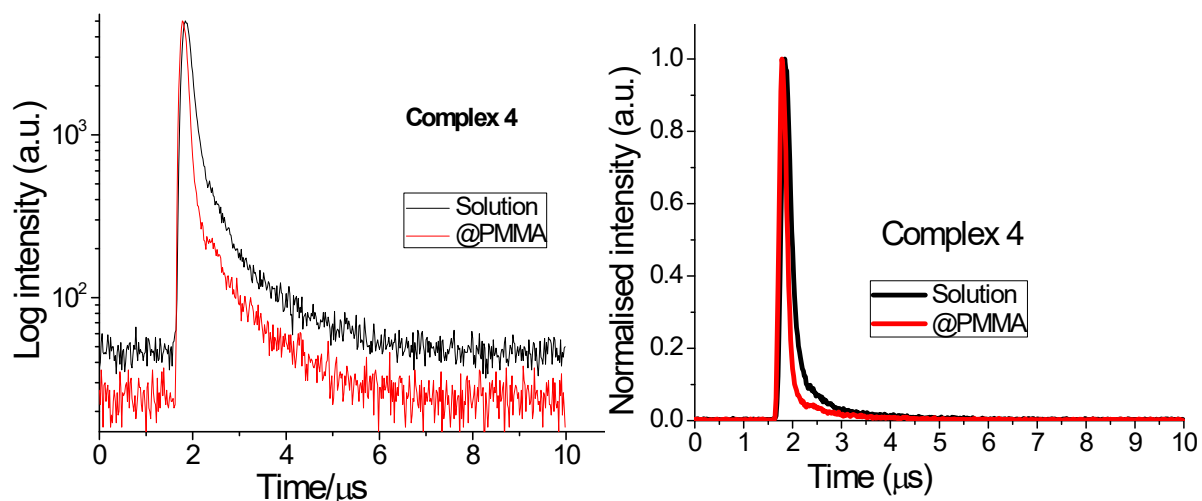 Log intensity (a.u.)
10³
10²
Complex 4
Solution
@PMMA
0 2 4 6 8 10
Time/μs
Normalised intensity (a.u.)
1.0
0.8
0.6
0.4
0.2
0.0
Complex 4
Solution
@PMMA
0 1 2 3 4 5 6 7 8 9 10
Time (μs)